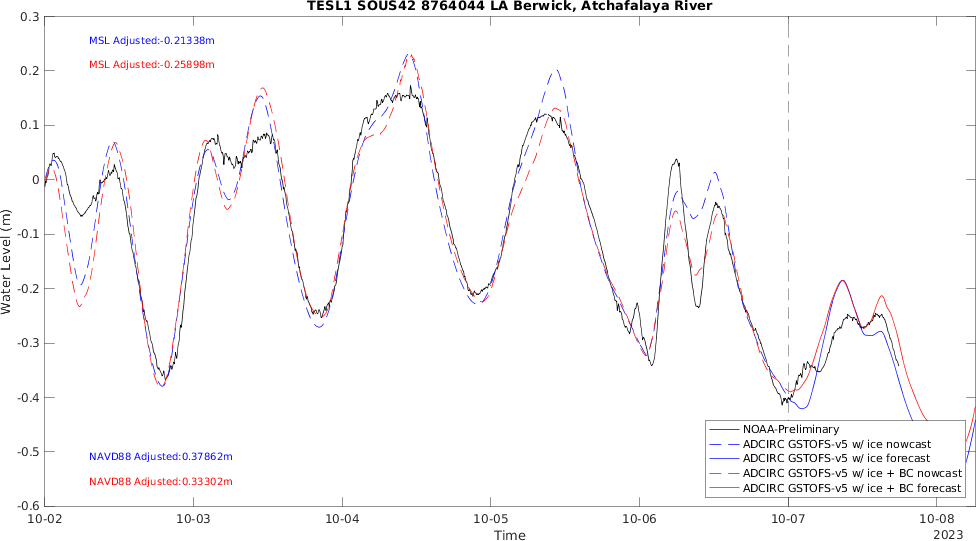 TESL1 SOUS42 8764044 LA Berwick, Atchafalaya River
0.3
0.2
0.1
0
-0.1
-0.2
-0.3
-0.4
-0.5
-0.6
Water Level (m)
MSL Adjusted:-0.21338m
MSL Adjusted:-0.25898m
NAVD88 Adjusted:0.37862m
NAVD88 Adjusted:0.33302m
NOAA-Preliminary
ADCIRC GSTOFS-v5 w/ ice nowcast
ADCIRC GSTOFS-v5 w/ ice forecast
ADCIRC GSTOFS-v5 w/ ice + BC nowcast
ADCIRC GSTOFS-v5 w/ ice + BC forecast
10-02 10-03 10-04 10-05 10-06 10-07 10-08
Time
2023